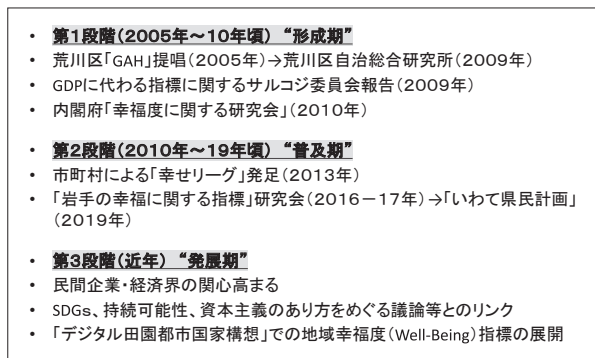 • 第1段階(2005年～10年頃) “形成期”
• 荒川区「GAH」提唱(2005年)→荒川区自治総合研究所(2009年)
• GDPに代わる指標に関するサルコジ委員会報告(2009年)
• 内閣府「幸福度に関する研究会」(2010年)
• 第2段階(2010年～19年頃) “普及期”
• 市町村による「幸せリーグ」発足(2013年)
• 「岩手の幸福に関する指標」研究会(2016－17年)→「いわて県民計画」
(2019年)
• 第3段階(近年) “発展期”
• 民間企業・経済界の関心高まる
• SDGs、持続可能性、資本主義のあり方をめぐる議論等とのリンク
• 「デジタル田園都市国家構想」での地域幸福度(Well-Being)指標の展開